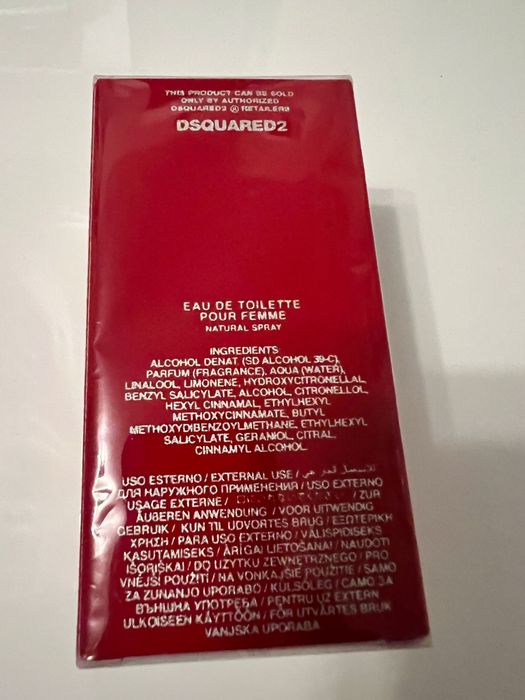 THIS PRODUCT CAN BE SOLD
ONLY BY AUTHORIZED
DSQUARED2 ® RETAILERS
DSQUARED2
EAU DE TOILETTE
POUR FEMME
NATURAL SPRAY
INGREDIENTS:
ALCOHOL DENAT. (SD ALCOHOL 39-C),
PARFUM (FRAGRANCE), AQUA (WATER),
LINALOOL, LIMONENE, HYDROXYCITRONELLAL,
BENZYL SALICYLATE, ALCOHOL, CITRONELLOL,
HEXYL CINNAMAL, ETHYLHEXYL
METHOXYCINNAMATE, BUTYL
METHOXYDIBENZOYLMETHANE, ETHYLHEXYL
SALICYLATE, GERANIOL, CITRAL,
CINNAMYL ALCOHOL.
USO ESTERNO / EXTERNAL USE / للاستعمال الخارجي /
ДЛЯ НАРУЖНОГО ПРИМЕНЕНИЯ / USO EXTERNO
USAGE EXTERNE / / ZUR
ÄUßEREN ANWENDUNG / VOOR UITWENDIG
GEBRUIK / KUN TIL UDVORTES BRUG / ΕΞΩΤΕΡΙΚΗ
ΧΡΗΣΗ / PARA USO EXTERNO / VÄLISPIDISEKS
KASUTAMISEKS / ĀRĪGAI LIETOŠANAI / NAUDOTI
IŠORIŠKAI / DO UŻYTKU ZEWNĘTRZNEGO / PRO
VNĚJŠÍ POUŽITÍ / NA VONKAJŠIE POUŽITIE / SAMO
ZA ZUNANJO UPORABO / KÜLSŐLEG / САМО ЗА
ВЪНШНА УПОТРЕБА / PENTRU UZ EXTERN
ULKOISEEN KÄYTTÖÖN / FÖR UTVÄRTES BRUK
VANJSKA UPORABA